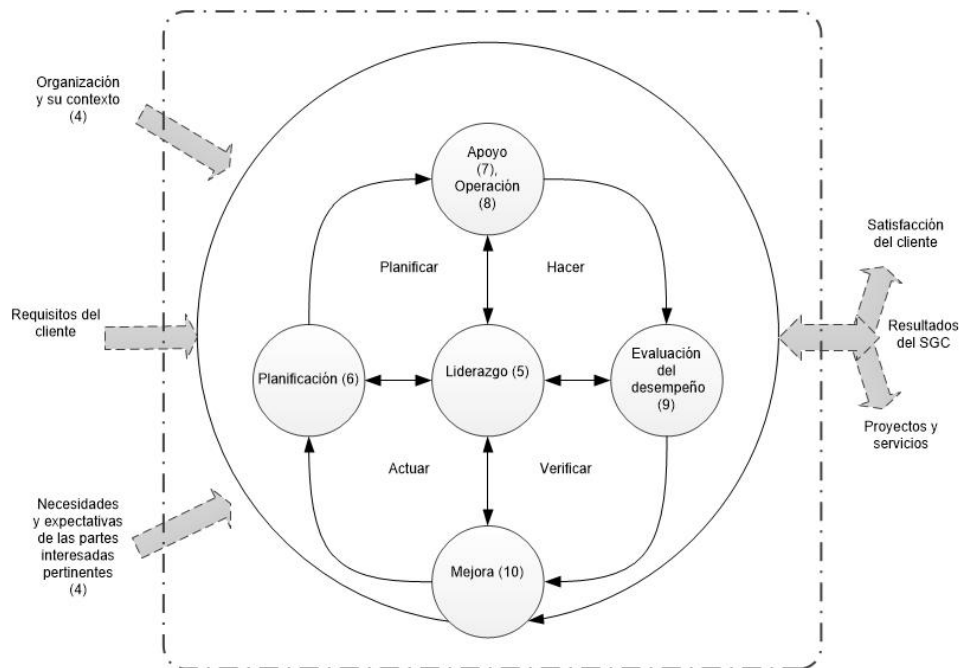 Organización
y su contexto
(4)
Apoyo
(7),
Operación
(8)
Satisfacción
del cliente
Planificar
Hacer
Requisitos del
cliente
Resultados
del SGC
Planificación (6)
Liderazgo (5)
Evaluación
del
desempeño
(9)
Proyectos y
servicios
Actuar
Verificar
Necesidades
y expectativas
de las partes
interesadas
pertinentes
(4)
Mejora (10)